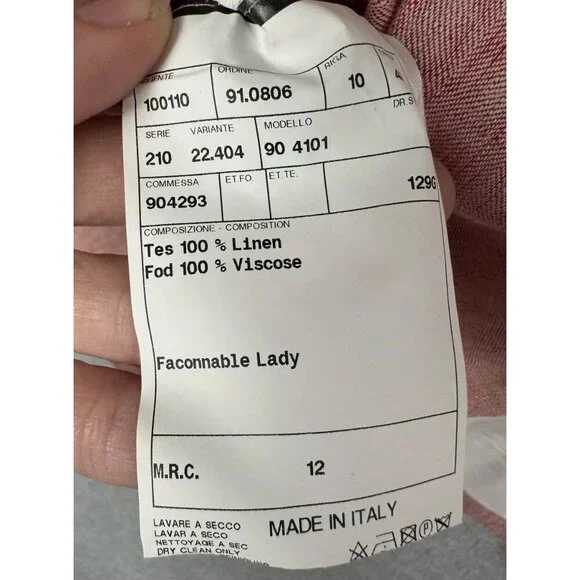 ORDINE RIGA
100110 91.0806 10
SERIE VARIANTE MODELLO
210 22.404 90 4101
COMMESSA ET.FO. ET.TE.
904293
COMPOSIZIONE - COMPOSITION
Tes 100 % Linen
Fod 100 % Viscose
Faconnable Lady
M.R.C. 12
LAVARE A SECCO MADE IN ITALY
LAVAR A SECO
NETTOYAGE A SEC
DRY CLEAN ONLY